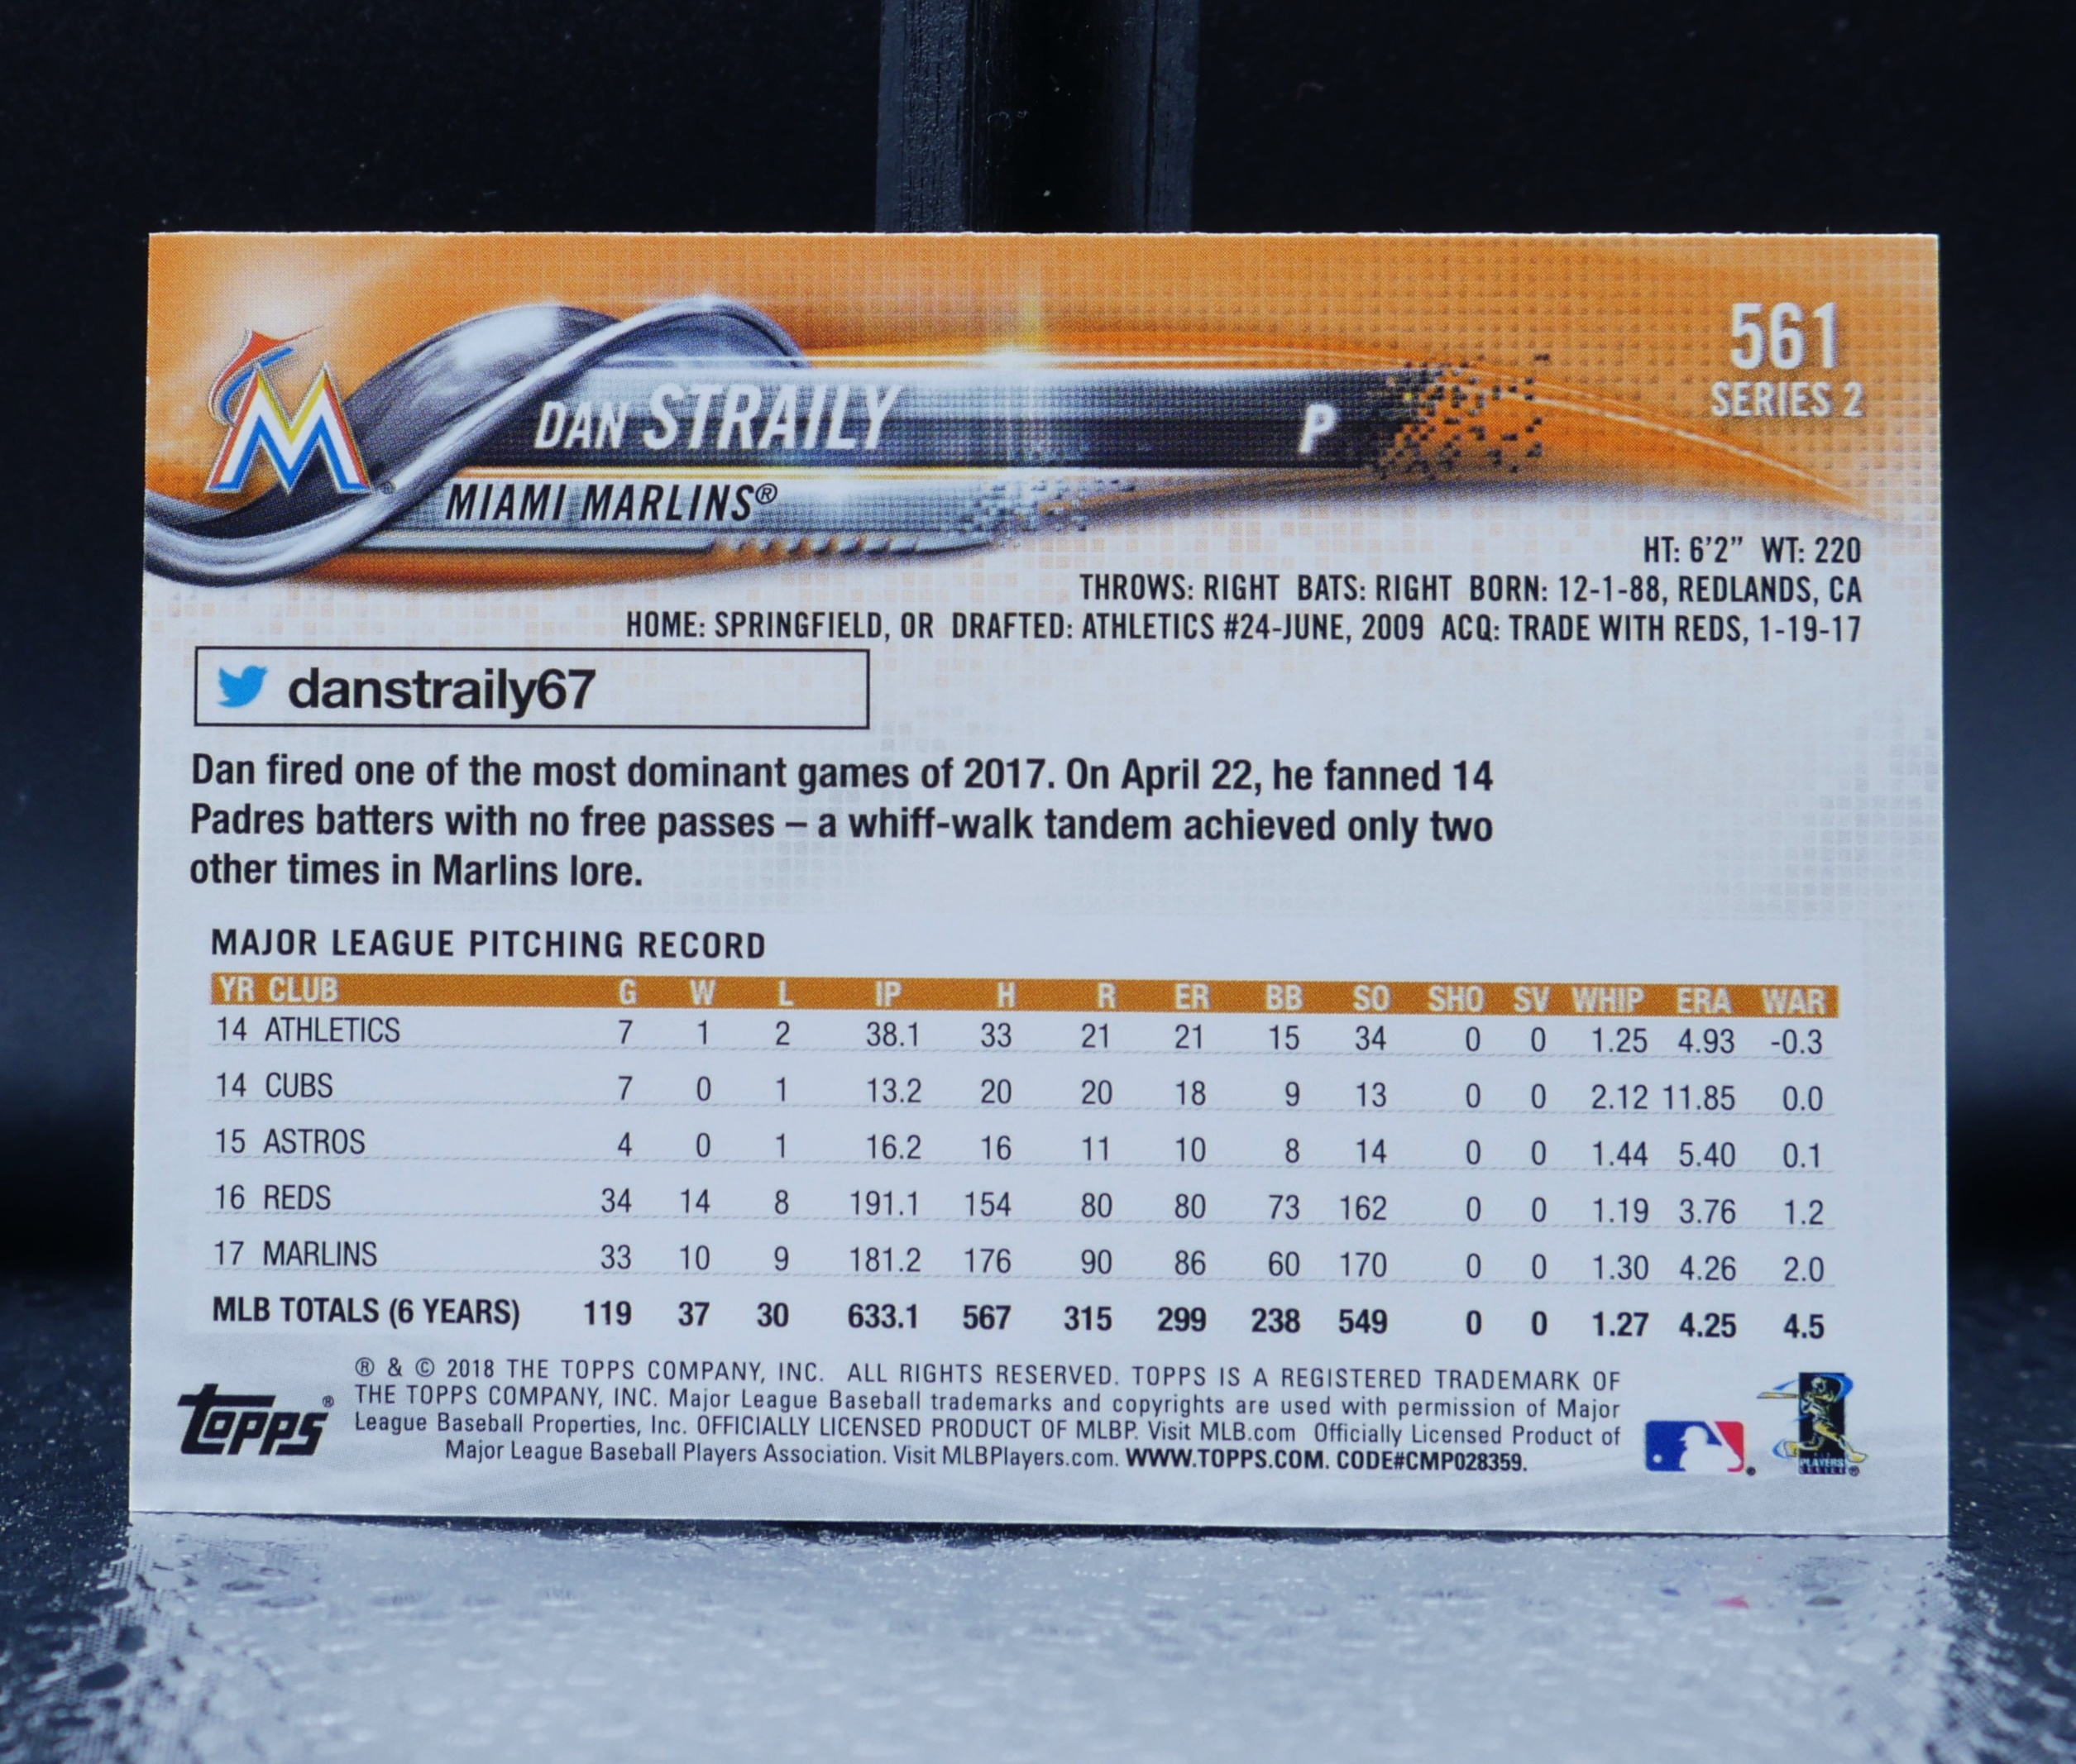 561
SERIES 2
DAN STRAILY P
MIAMI MARLINS®
HT: 6'2" WT: 220
THROWS: RIGHT BATS: RIGHT BORN: 12-1-88, REDLANDS, CA
HOME: SPRINGFIELD, OR DRAFTED: ATHLETICS #24-JUNE, 2009 ACQ: TRADE WITH REDS, 1-19-17
danstraily67
Dan fired one of the most dominant games of 2017. On April 22, he fanned 14
Padres batters with no free passes – a whiff-walk tandem achieved only two
other times in Marlins lore.
MAJOR LEAGUE PITCHING RECORD
YR CLUB G W L IP H R ER BB SO SHO SV WHIP ERA WAR
14 ATHLETICS 7 1 2 38.1 33 21 21 15 34 0 0 1.25 4.93 -0.3
14 CUBS 7 0 1 13.2 20 20 18 9 13 0 0 2.12 11.85 0.0
15 ASTROS 4 0 1 16.2 16 11 10 8 14 0 0 1.44 5.40 0.1
16 REDS 34 14 8 191.1 154 80 80 73 162 0 0 1.19 3.76 1.2
17 MARLINS 33 10 9 181.2 176 90 86 60 170 0 0 1.30 4.26 2.0
MLB TOTALS (6 YEARS) 119 37 30 633.1 567 315 299 238 549 0 0 1.27 4.25 4.5
® & © 2018 THE TOPPS COMPANY, INC. ALL RIGHTS RESERVED. TOPPS IS A REGISTERED TRADEMARK OF
THE TOPPS COMPANY, INC. Major League Baseball trademarks and copyrights are used with permission of Major
League Baseball Properties, Inc. OFFICIALLY LICENSED PRODUCT OF MLBP. Visit MLB.com Officially Licensed Product of
Major League Baseball Players Association. Visit MLBPlayers.com. WWW.TOPPS.COM. CODE#CMP028359.
topps®
PLAYERS